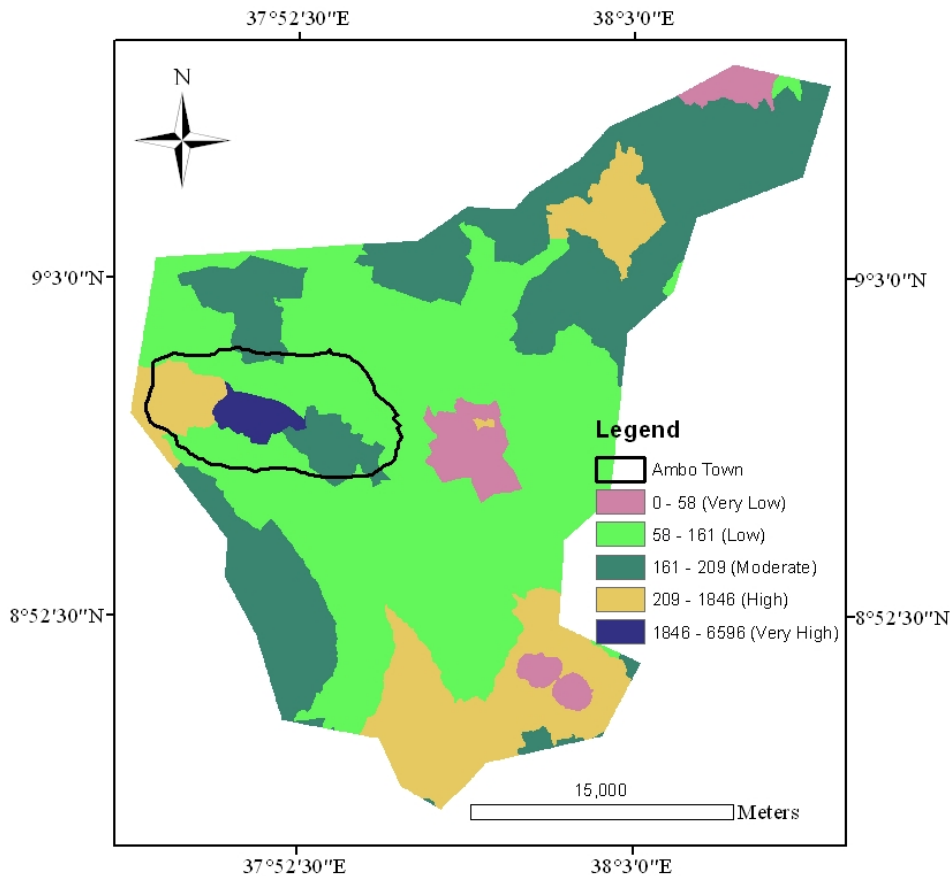 37°52'30"E 38°3'0"E
N
9°3'0"N 9°3'0"N
Legend
Ambo Town
0 - 58 (Very Low)
58 - 161 (Low)
161 - 209 (Moderate)
209 - 1846 (High)
1846 - 6596 (Very High)
8°52'30"N 8°52'30"N
15,000
Meters
37°52'30"E 38°3'0"E